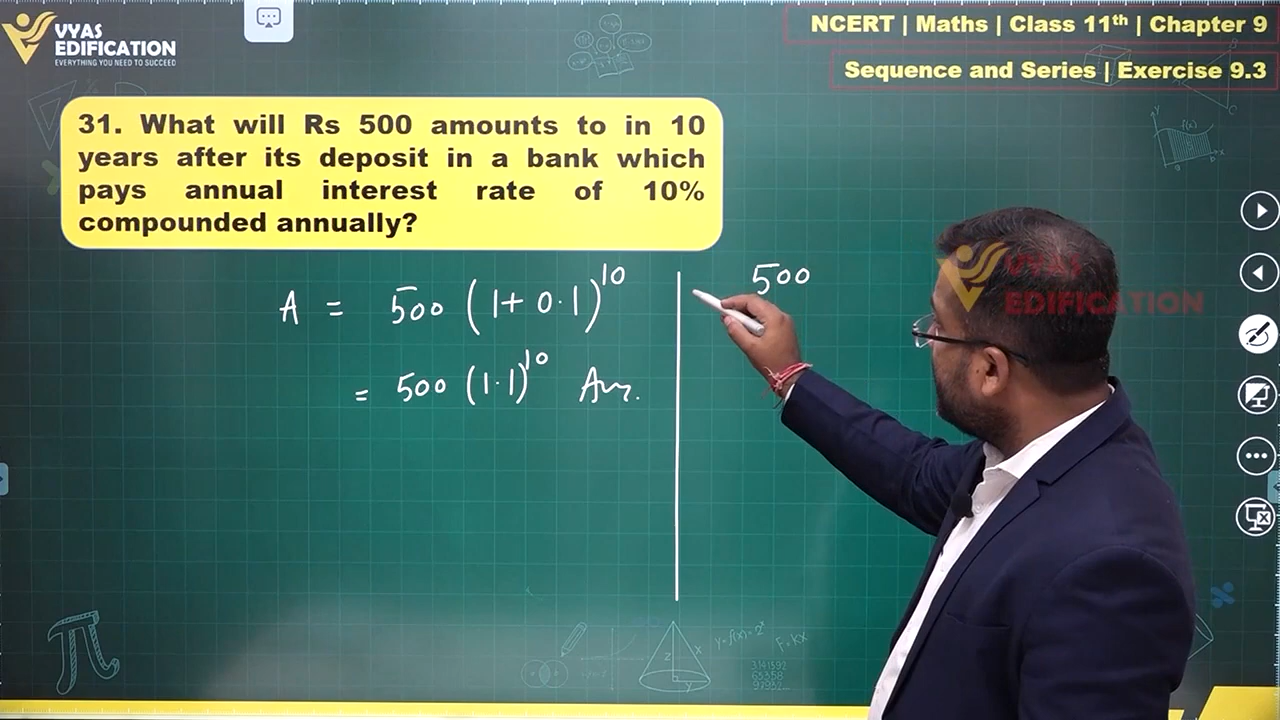 VYAS
EDIFICATION
EVERYTHING YOU NEED TO SUCCEED
NCERT | Maths | Class 11th | Chapter 9
Sequence and Series | Exercise 9.3
31. What will Rs 500 amounts to in 10
years after its deposit in a bank which
pays annual interest rate of 10%
compounded annually?
A = 500 (1+ 0.1)^10
= 500 (1.1)^10 Ans.
500
VYAS
EDIFICATION